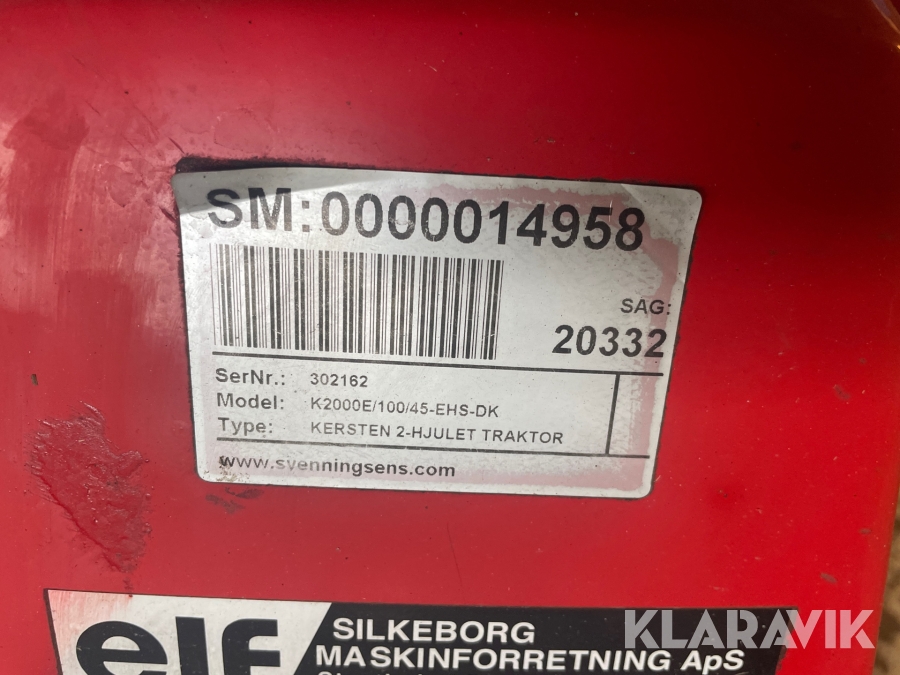 SM:0000014958
SAG:
20332
SerNr.: 302162
Model: K2000E/100/45-EHS-DK
Type: KERSTEN 2-HJULET TRAKTOR
www.svenningsens.com
elf
SILKEBORG
MASKINFORRETNING ApS
KLARAVIK